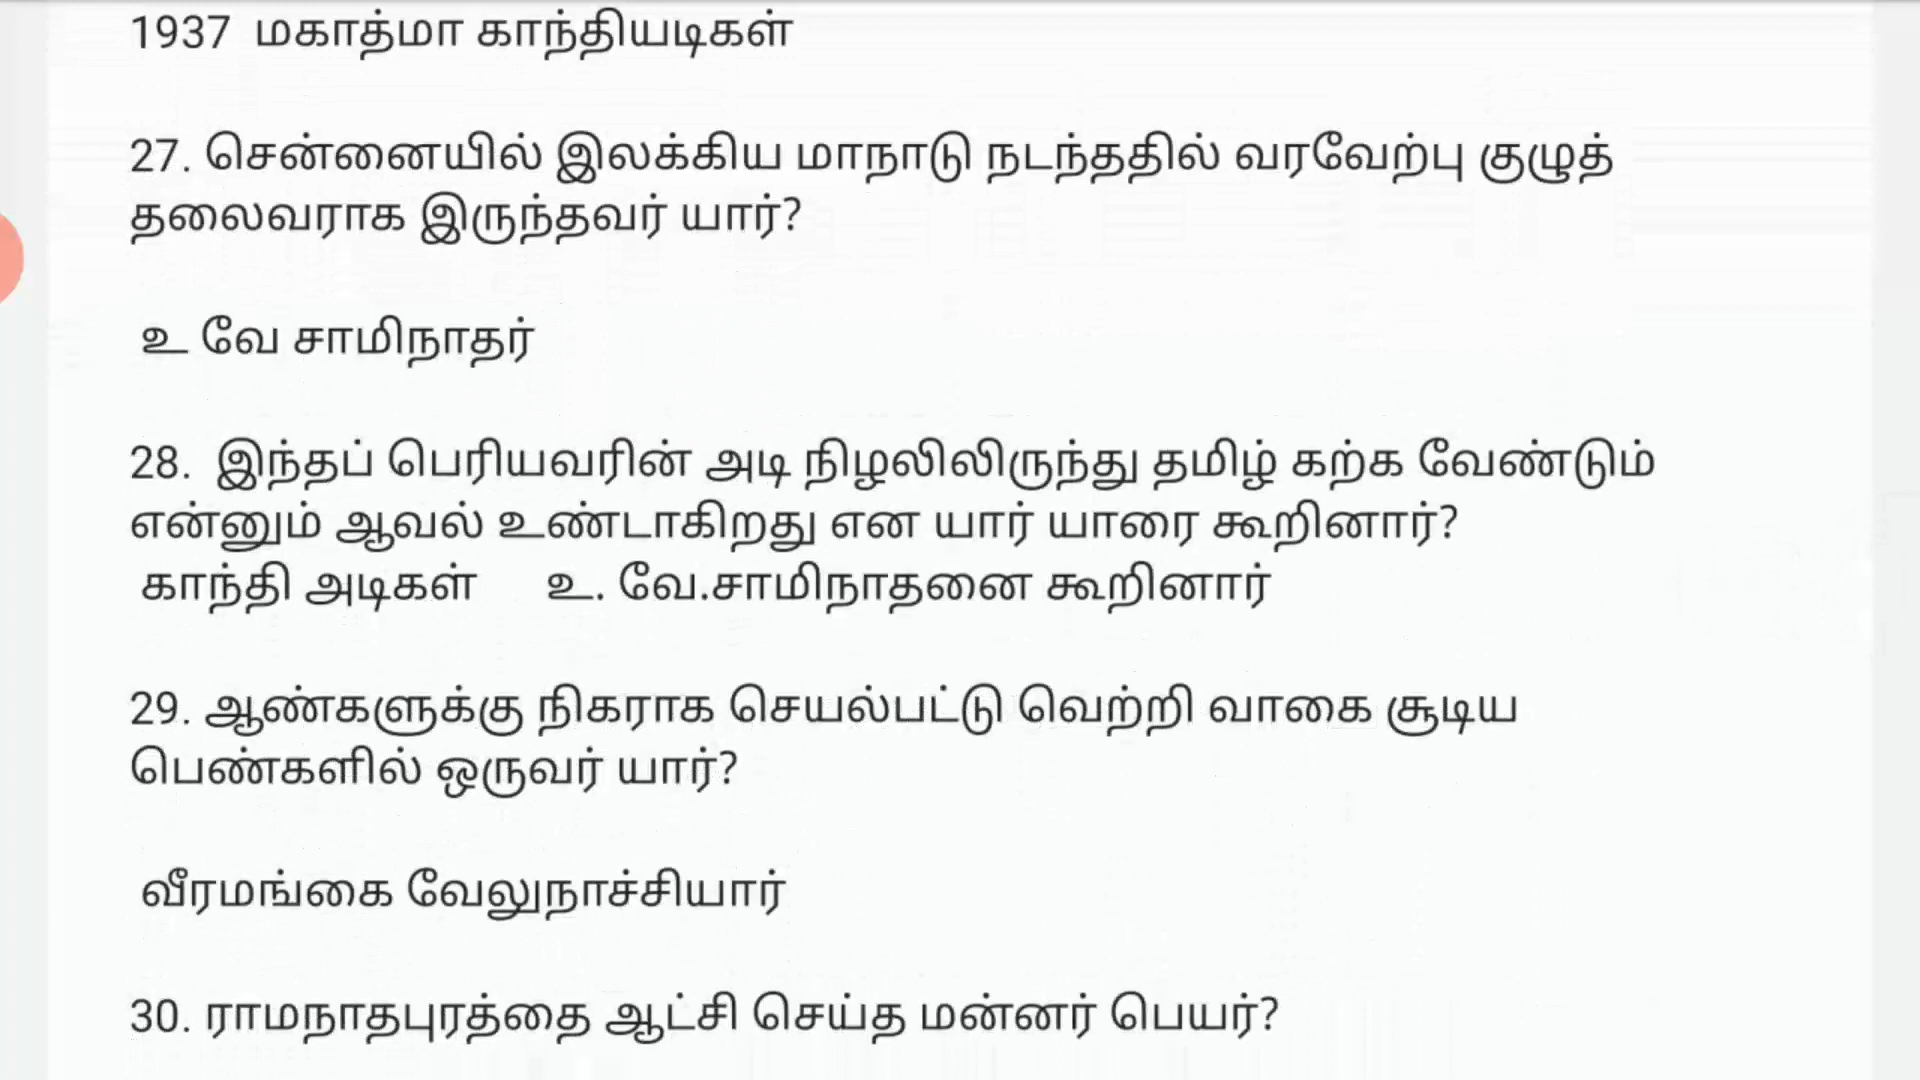 1937 மகாத்மா காந்தியடிகள்
27. சென்னையில் இலக்கிய மாநாடு நடந்ததில் வரவேற்பு குழுத்
தலைவராக இருந்தவர் யார்?
உ வே சாமிநாதர்
28. இந்தப் பெரியவரின் அடி நிழலிலிருந்து தமிழ் கற்க வேண்டும்
என்னும் ஆவல் உண்டாகிறது என யார் யாரை கூறினார்?
காந்தி அடிகள் உ. வே.சாமிநாதனை கூறினார்
29. ஆண்களுக்கு நிகராக செயல்பட்டு வெற்றி வாகை சூடிய
பெண்களில் ஒருவர் யார்?
வீரமங்கை வேலுநாச்சியார்
30. ராமநாதபுரத்தை ஆட்சி செய்த மன்னர் பெயர்?